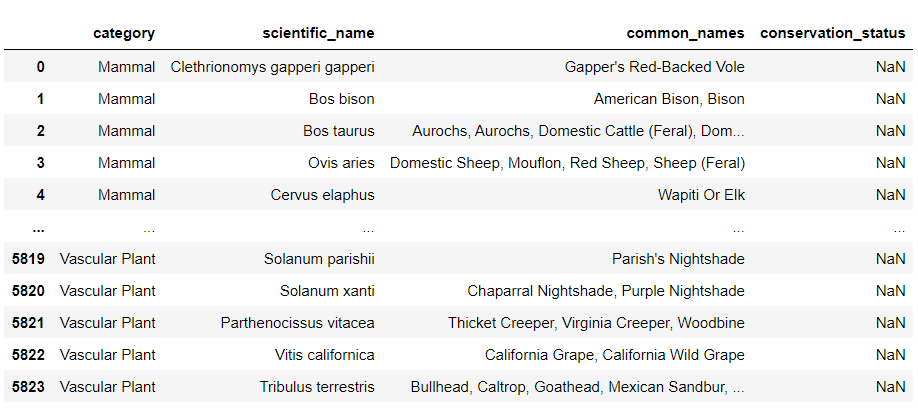 category scientific_name common_names conservation_status
0 Mammal Clethrionomys gapperi gapperi Gapper's Red-Backed Vole NaN
1 Mammal Bos bison American Bison, Bison NaN
2 Mammal Bos taurus Aurochs, Aurochs, Domestic Cattle (Feral), Dom... NaN
3 Mammal Ovis aries Domestic Sheep, Mouflon, Red Sheep, Sheep (Feral) NaN
4 Mammal Cervus elaphus Wapiti Or Elk NaN
... ... ... ... ...
5819 Vascular Plant Solanum parishii Parish's Nightshade NaN
5820 Vascular Plant Solanum xanti Chaparral Nightshade, Purple Nightshade NaN
5821 Vascular Plant Parthenocissus vitacea Thicket Creeper, Virginia Creeper, Woodbine NaN
5822 Vascular Plant Vitis californica California Grape, California Wild Grape NaN
5823 Vascular Plant Tribulus terrestris Bullhead, Caltrop, Goathead, Mexican Sandbur, ... NaN